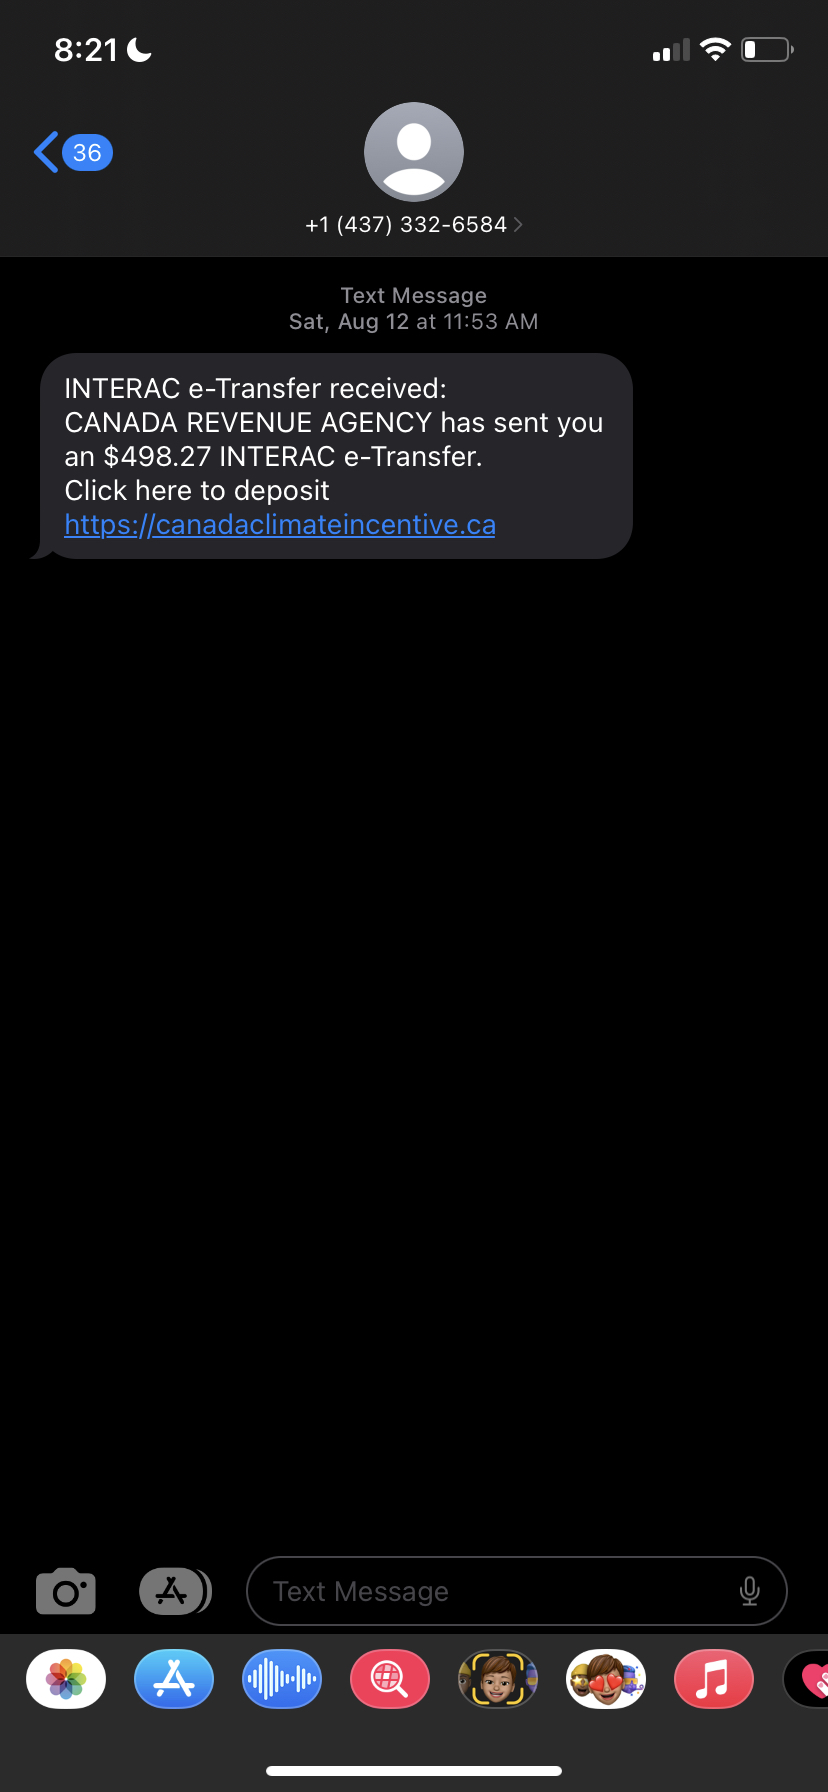 8:21
36
+1 (437) 332-6584
Text Message
Sat, Aug 12 at 11:53 AM
INTERAC e-Transfer received:
CANADA REVENUE AGENCY has sent you
an $498.27 INTERAC e-Transfer.
Click here to deposit
https://canadaclimateincentive.ca
Text Message